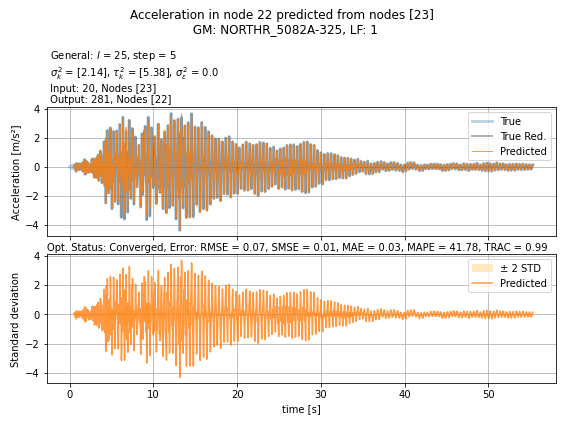 Acceleration in node 22 predicted from nodes [23]
GM: NORTHR_5082A-325, LF: 1
General: l = 25, step = 5
σ²ₖ = [2.14], τ²ₖ = [5.38], σ²ε = 0.0
Input: 20, Nodes [23]
Output: 281, Nodes [22]
4
2
0
−2
−4
Acceleration [m/s²]
True
True Red.
Predicted
Opt. Status: Converged, Error: RMSE = 0.07, SMSE = 0.01, MAE = 0.03, MAPE = 41.78, TRAC = 0.99
4
2
0
−2
−4
Standard deviation
± 2 STD
Predicted
0 10 20 30 40 50
time [s]